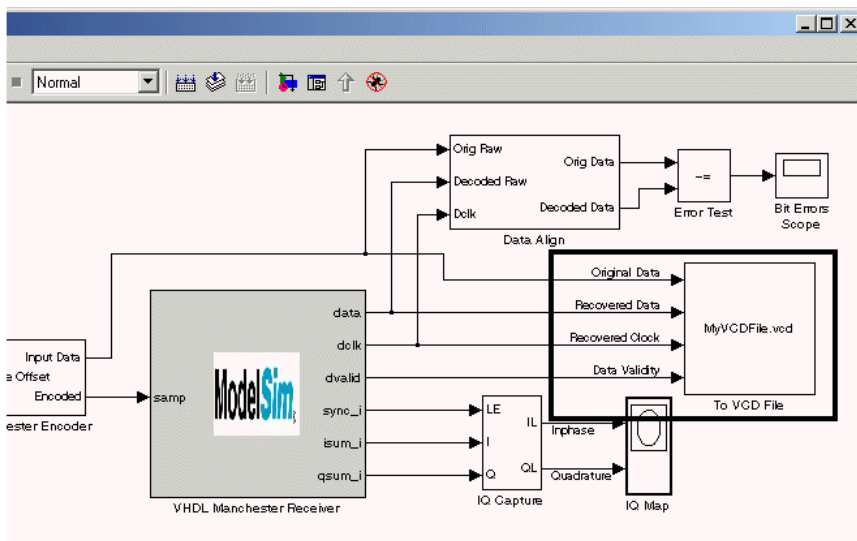 Normal
Orig Raw
Decoded Raw
Dclk
Orig Data
Decoded Data
Data Align
~=
Error Test
Bit Errors
Scope
Original Data
Recovered Data
Recovered Clock
Data Validity
MyVCDFile.vcd
To VCD File
Input Data
e Offset
Encoded
ester Encoder
samp
ModelSim
data
dclk
dvalid
sync_i
isum_i
qsum_i
VHDL Manchester Receiver
LE
I
Q
IL
QL
IQ Capture
Inphase
Quadrature
IQ Map